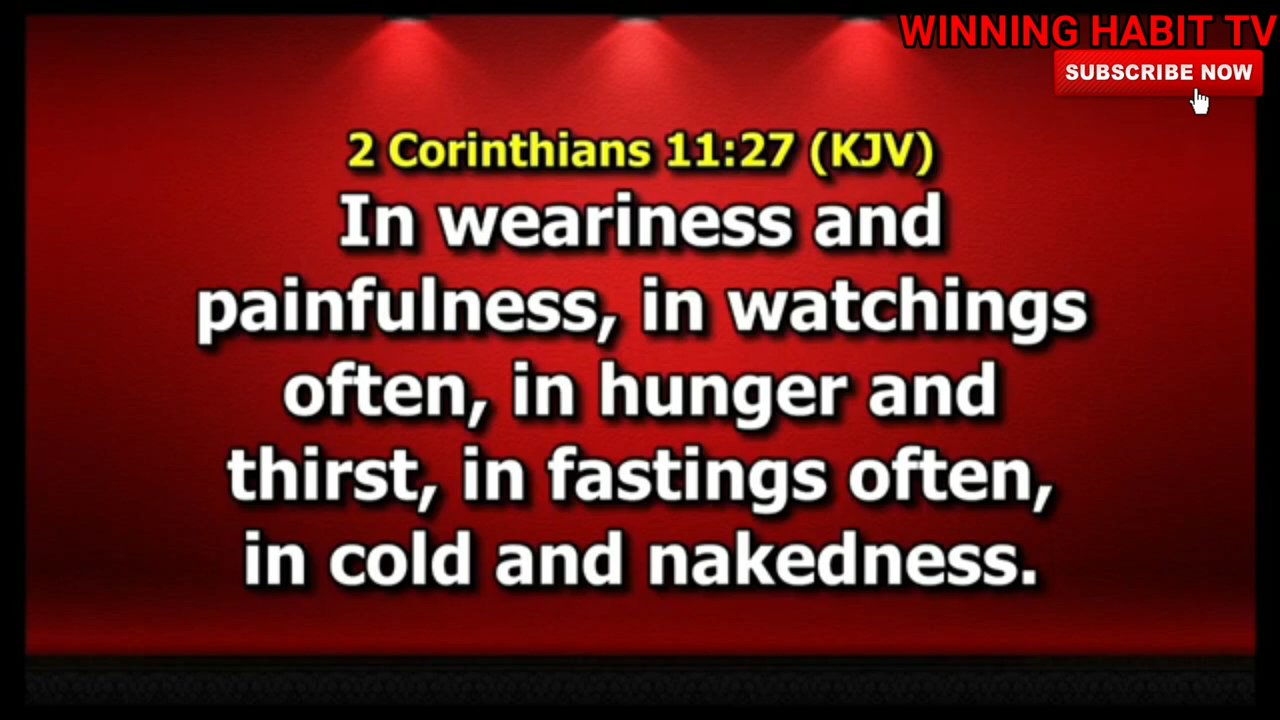 WINNING HABIT TV
SUBSCRIBE NOW
2 Corinthians 11:27 (KJV)
In weariness and
painfulness, in watchings
often, in hunger and
thirst, in fastings often,
in cold and nakedness.